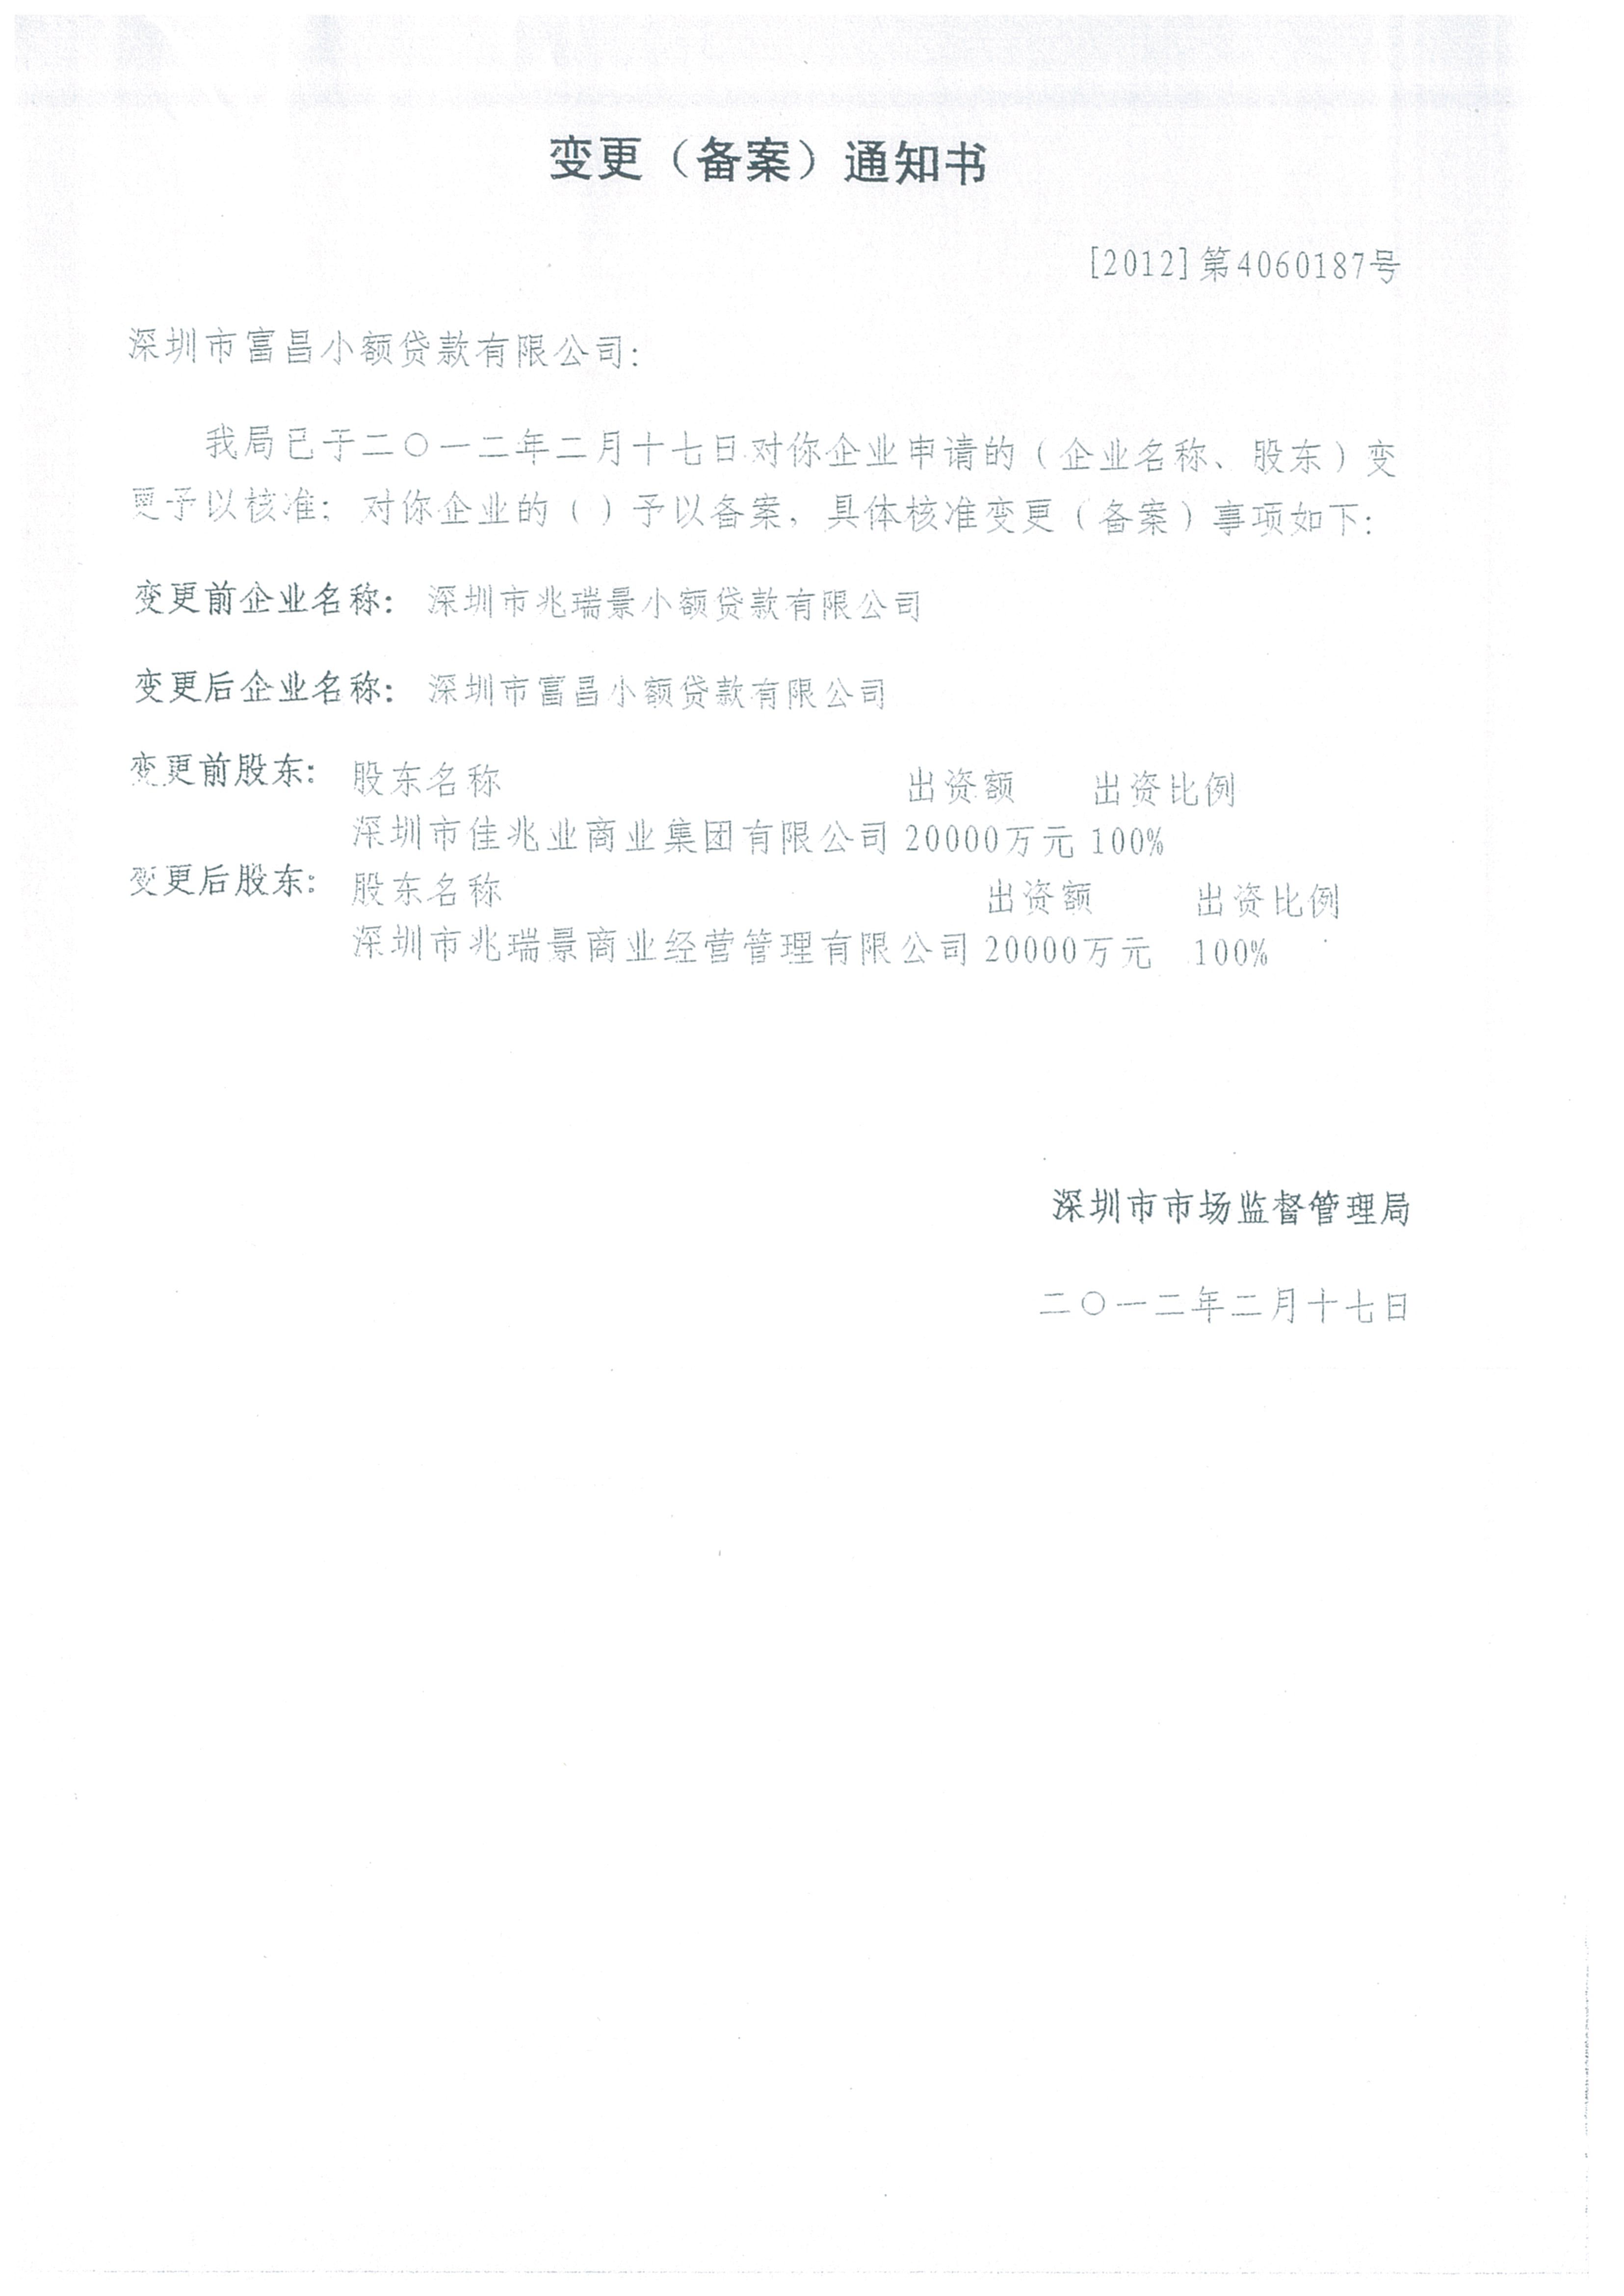 变更（备案）通知书
[2012]第4060187号
深圳市富昌小额贷款有限公司：
我局已于二〇一二年二月十七日对你企业申请的（企业名称、股东）变
更予以核准；对你企业的（）予以备案，具体核准变更（备案）事项如下：
变更前企业名称： 深圳市兆瑞景小额贷款有限公司
变更后企业名称： 深圳市富昌小额贷款有限公司
变更前股东： 股东名称 出资额 出资比例
深圳市佳兆业商业集团有限公司 20000万元 100%
变更后股东： 股东名称 出资额 出资比例
深圳市兆瑞景商业经营管理有限公司 20000万元 100%
深圳市市场监督管理局
二〇一二年二月十七日